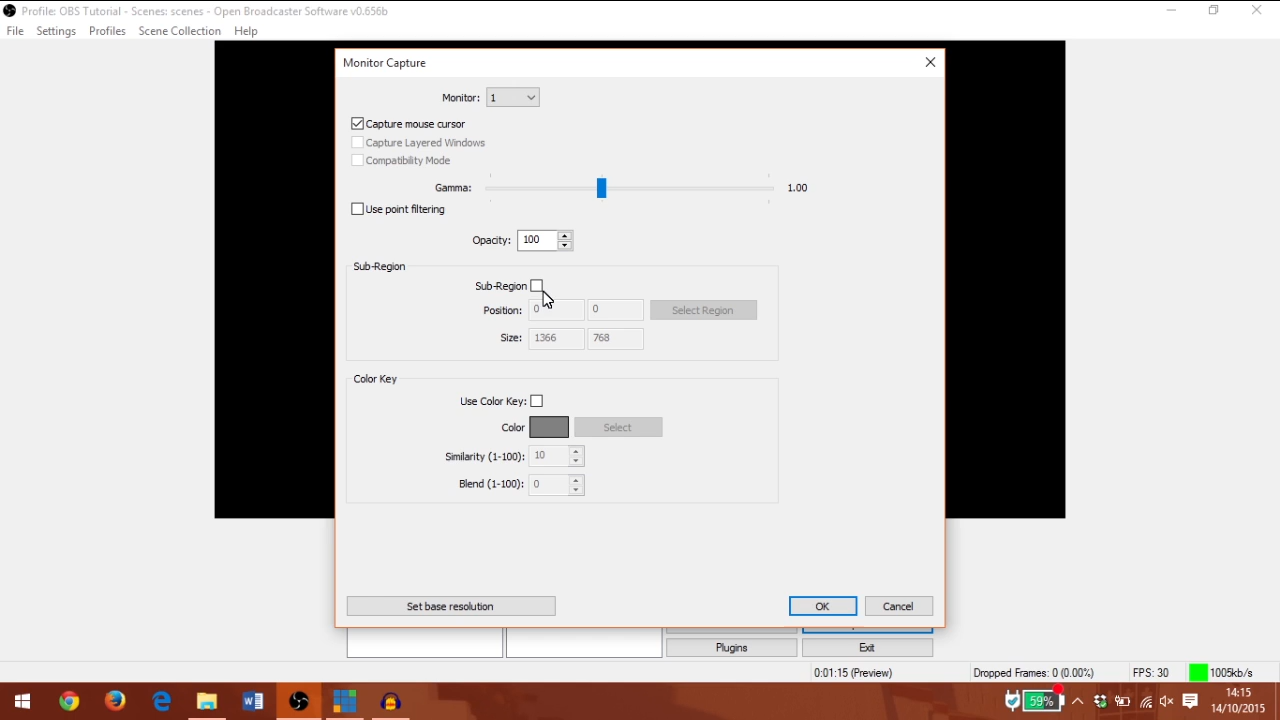 Profile: OBS Tutorial - Scenes: scenes - Open Broadcaster Software v0.656b
File Settings Profiles Scene Collection Help
Monitor Capture
Monitor: 1
Capture mouse cursor
Capture Layered Windows
Compatibility Mode
Gamma: 1.00
Use point filtering
Opacity: 100
Sub-Region
Sub-Region
Position: 0 0 Select Region
Size: 1366 768
Color Key
Use Color Key:
Color Select
Similarity (1-100): 10
Blend (1-100): 0
Set base resolution OK Cancel
Plugins Exit
0:01:15 (Preview) Dropped Frames: 0 (0.00%) FPS: 30 1005kb/s
59% 14:15
14/10/2015